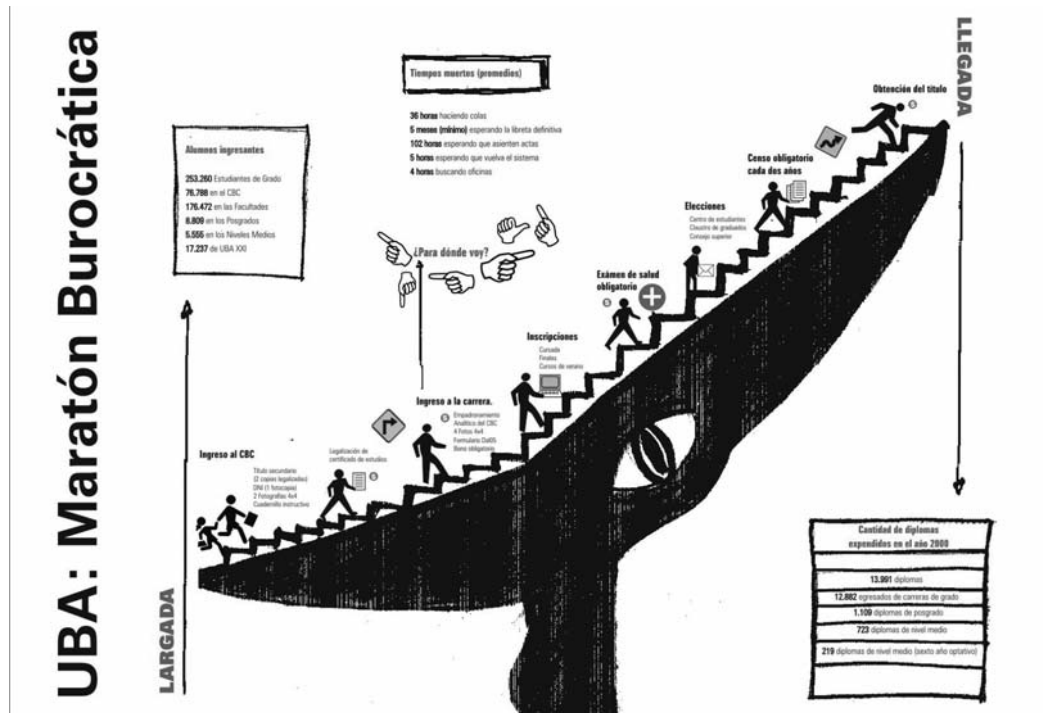 UBA: Maratón Burocrática
LARGADA
LLEGADA
Alumnos ingresantes
253.260 Estudiantes de Grado
76.788 en el CBC
176.472 en las Facultades
6.809 en los Posgrados
5.555 en los Niveles Medios
17.237 de UBA XXI
Tiempos muertos (promedios)
36 horas haciendo colas
5 meses (mínimo) esperando la libreta definitiva
102 horas esperando que asienten actas
5 horas esperando que vuelva el sistema
4 horas buscando oficinas
¿Para dónde voy?
Ingreso al CBC
Título secundario
(2 copias legalizadas)
DNI (1 fotocopia)
2 Fotografías 4x4
Cuadernillo instructivo
Legalización de
certificado de estudios
$
Ingreso a la carrera.
$
Empadronamiento
Analítico del CBC
4 Fotos 4x4
Formulario Da05
Bono obligatorio
Inscripciones
Cursada
Finales
Cursos de verano
Exámen de salud
obligatorio
$
Elecciones
Centro de estudiantes
Claustro de graduados
Consejo superior
Censo obligatorio
cada dos años
Obtención del título
$
Cantidad de diplomas
expendidos en el año 2000
13.991 diplomas
12.882 egresados de carreras de grado
1.109 diplomas de posgrado
723 diplomas de nivel medio
219 diplomas de nivel medio (sexto año optativo)